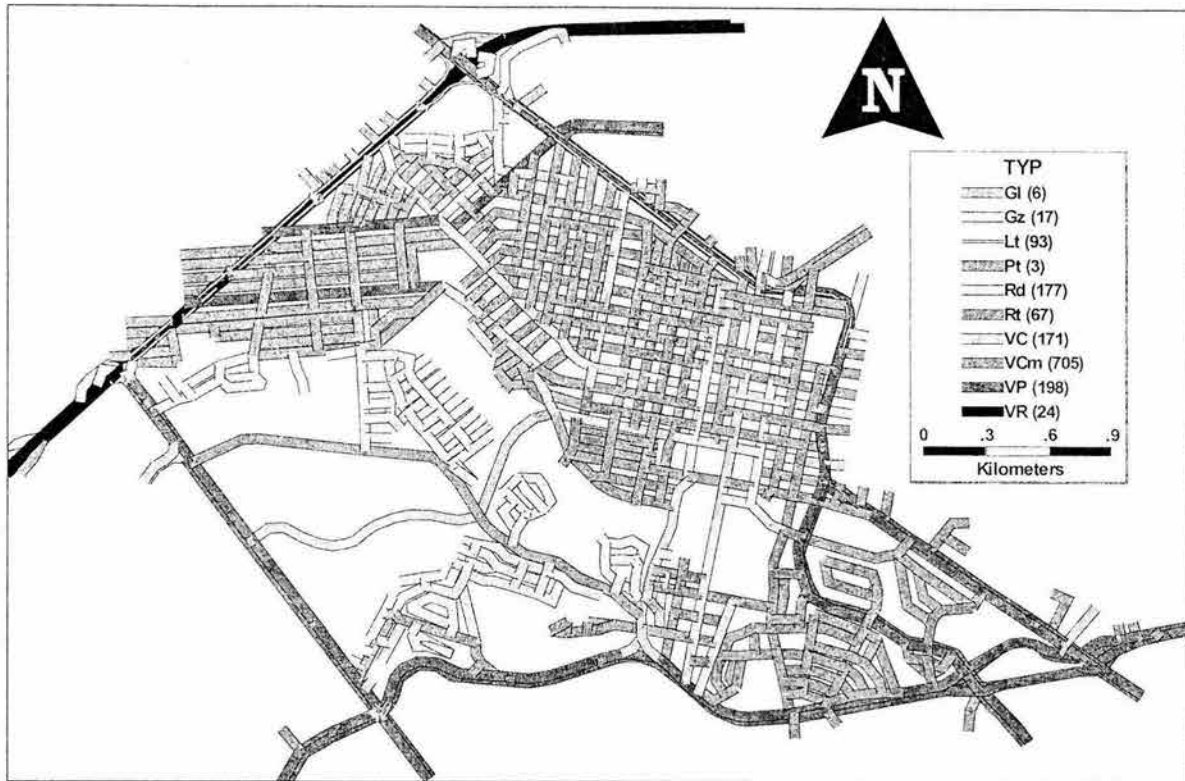 N
TYP
Gl (6)
Gz (17)
Lt (93)
Pt (3)
Rd (177)
Rt (67)
VC (171)
VCm (705)
VP (198)
VR (24)
0 .3 .6 .9
Kilometers